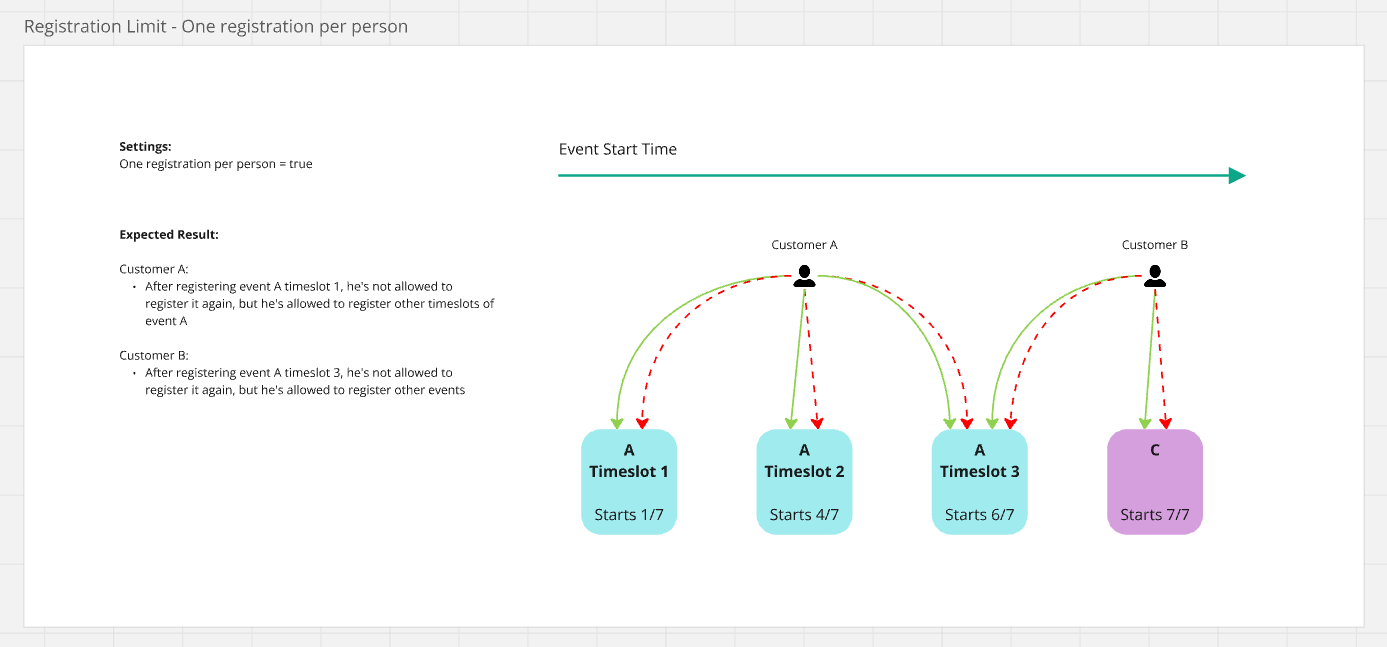 Registration Limit - One registration per person
Settings:
One registration per person = true
Expected Result:
Customer A:
• After registering event A timeslot 1, he's not allowed to
register it again, but he's allowed to register other timeslots of
event A
Customer B:
• After registering event A timeslot 3, he's not allowed to
register it again, but he's allowed to register other events
Event Start Time
Customer A
Customer B
A
Timeslot 1
Starts 1/7
A
Timeslot 2
Starts 4/7
A
Timeslot 3
Starts 6/7
C
Starts 7/7